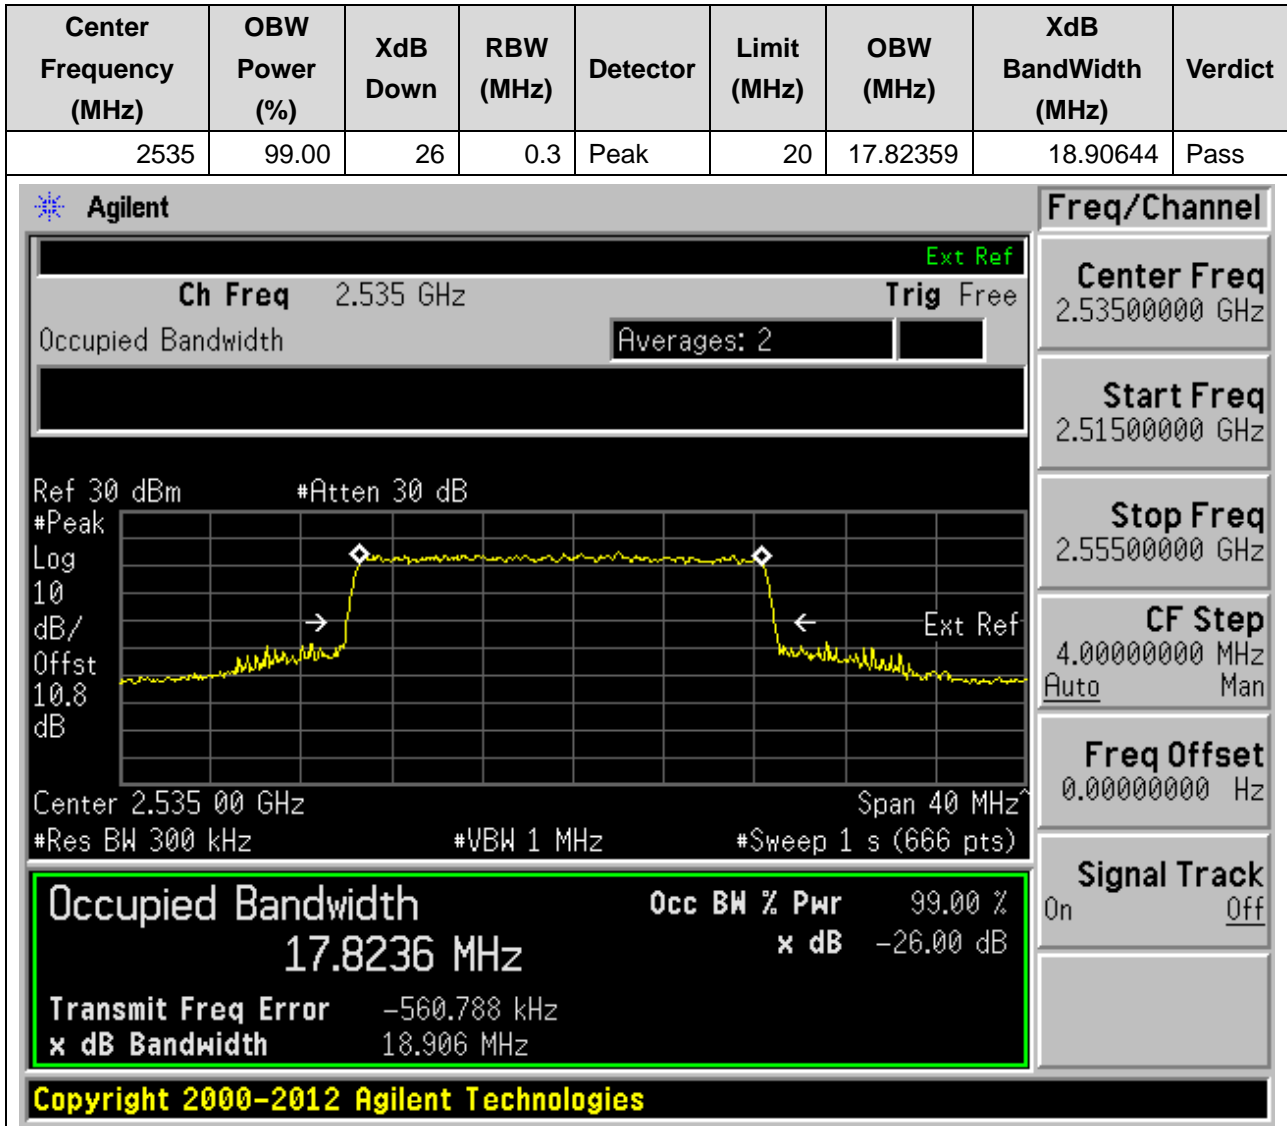 Center Frequency (MHz) OBW Power (%) XdB Down RBW (MHz) Detector Limit (MHz) OBW (MHz) XdB BandWidth (MHz) Verdict
2535 99.00 26 0.3 Peak 20 17.82359 18.90644 Pass
Agilent
Freq/Channel
Ext Ref
Ch Freq 2.535 GHz Trig Free
Occupied Bandwidth Averages: 2
Ref 30 dBm #Atten 30 dB
#Peak
Log
10
dB/
Offst
10.8
dB
Ext Ref
Center 2.535 00 GHz Span 40 MHz^
#Res BW 300 kHz #VBW 1 MHz #Sweep 1 s (666 pts)
Occupied Bandwidth Occ BW % Pwr 99.00 %
17.8236 MHz x dB -26.00 dB
Transmit Freq Error -560.788 kHz
x dB Bandwidth 18.906 MHz
Center Freq
2.53500000 GHz
Start Freq
2.51500000 GHz
Stop Freq
2.55500000 GHz
CF Step
4.00000000 MHz
Auto Man
Freq Offset
0.00000000 Hz
Signal Track
On Off
Copyright 2000-2012 Agilent Technologies